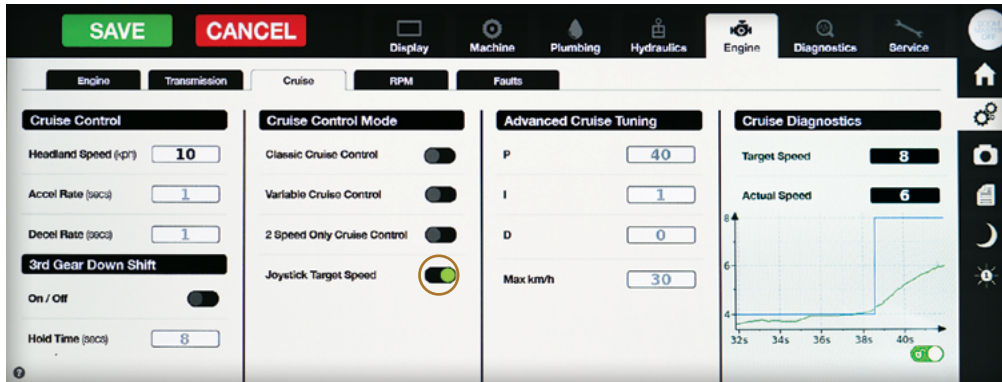 SAVE
CANCEL
Display
Machine
Plumbing
Hydraulics
Engine
Diagnostics
Service
Engine
Transmission
Cruise
RPM
Faults
Cruise Control
Headland Speed (kph) 10
Accel Rate (secs) 1
Decel Rate (secs) 1
3rd Gear Down Shift
On / Off
Hold Time (secs) 8
Cruise Control Mode
Classic Cruise Control
Variable Cruise Control
2 Speed Only Cruise Control
Joystick Target Speed
Advanced Cruise Tuning
P 40
I 1
D 0
Max km/h 30
Cruise Diagnostics
Target Speed 8
Actual Speed 6
8
6
4
32s 34s 36s 38s 40s
1